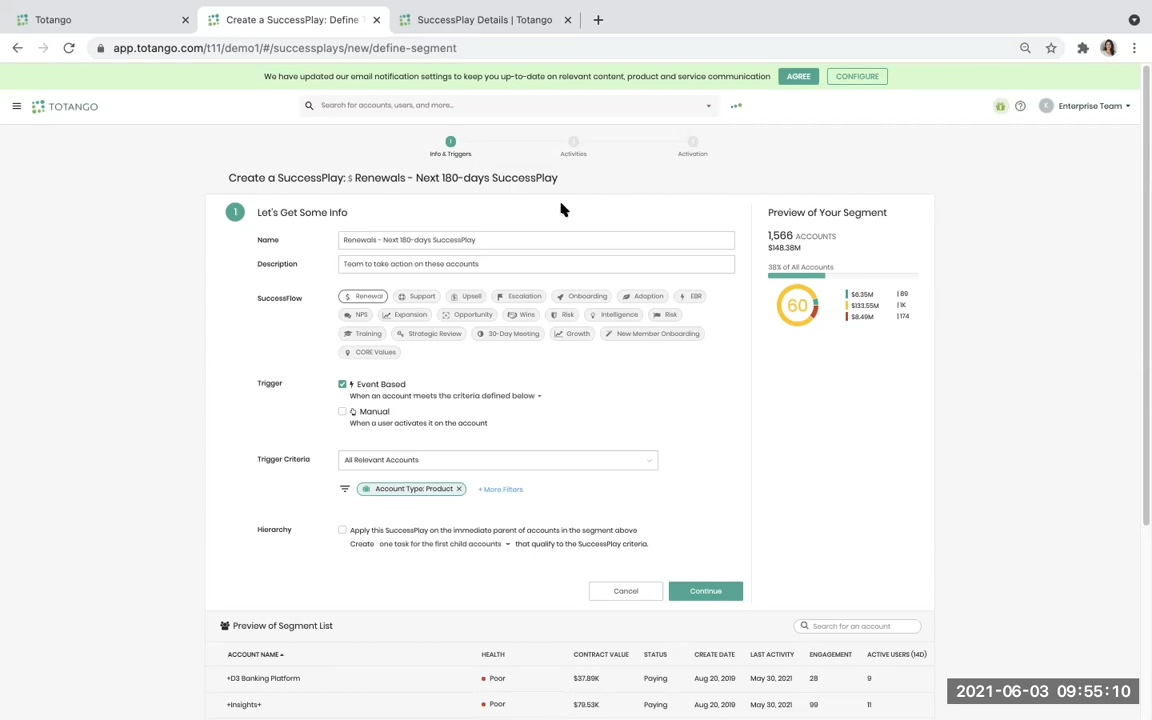 Totango
Create a SuccessPlay: Define T
SuccessPlay Details | Totango
app.totango.com/t11/demo1/#/successplays/new/define-segment
We have updated our email notification settings to keep you up-to-date on relevant content, product and service communication AGREE CONFIGURE
TOTANGO
Search for accounts, users, and more...
K Enterprise Team
1 2 3
Info & Triggers Activities Activation
Create a SuccessPlay: $ Renewals - Next 180-days SuccessPlay
1 Let's Get Some Info
Name Renewals - Next 180-days SuccessPlay
Description Team to take action on these accounts
SuccessFlow $ Renewal Support Upsell Escalation Onboarding Adoption EBR
NPS Expansion Opportunity Wins Risk Intelligence Risk
Training Strategic Review 30-Day Meeting Growth New Member Onboarding
CORE Values
Trigger Event Based
When an account meets the criteria defined below
Manual
When a user activates it on the account
Trigger Criteria All Relevant Accounts
Account Type: Product × + More Filters
Hierarchy Apply this SuccessPlay on the immediate parent of accounts in the segment above
Create one task for the first child accounts that qualify to the SuccessPlay criteria.
Cancel Continue
Preview of Your Segment
1,566 ACCOUNTS
$148.38M
38% of All Accounts
60
$6.35M | 89
$133.55M | 1K
$8.49M | 174
Preview of Segment List Search for an account
ACCOUNT NAME HEALTH CONTRACT VALUE STATUS CREATE DATE LAST ACTIVITY ENGAGEMENT ACTIVE USERS (14D)
+D3 Banking Platform Poor $37.89K Paying Aug 20, 2019 May 30, 2021 28 9
+Insights+ Poor $79.53K Paying Aug 20, 2019 May 30, 2021 99 11
2021-06-03 09:55:10